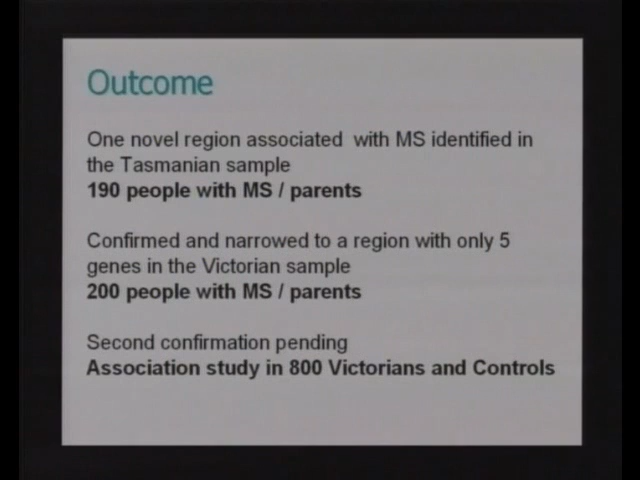 Outcome
One novel region associated with MS identified in
the Tasmanian sample
190 people with MS / parents
Confirmed and narrowed to a region with only 5
genes in the Victorian sample
200 people with MS / parents
Second confirmation pending
Association study in 800 Victorians and Controls